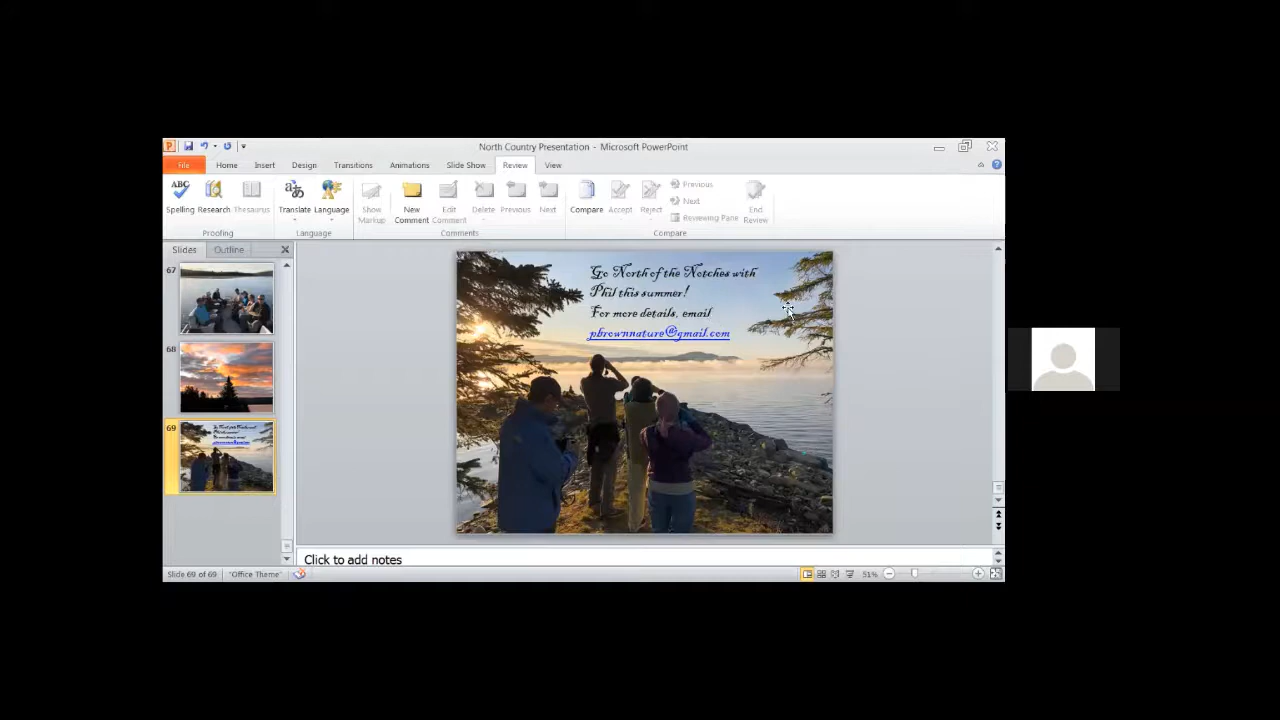 North Country Presentation - Microsoft PowerPoint
File Home Insert Design Transitions Animations Slide Show Review View
ABC
Spelling Research Thesaurus Translate Language Show Markup New Comment Edit Comment Delete Previous Next Compare Accept Reject Previous Next Reviewing Pane End Review
Proofing Language Comments Compare
Slides Outline
67
68
69
Go North of the Notches with
Phil this summer!
For more details, email
pbrownnature@gmail.com
Click to add notes
Slide 69 of 69 "Office Theme" 51%